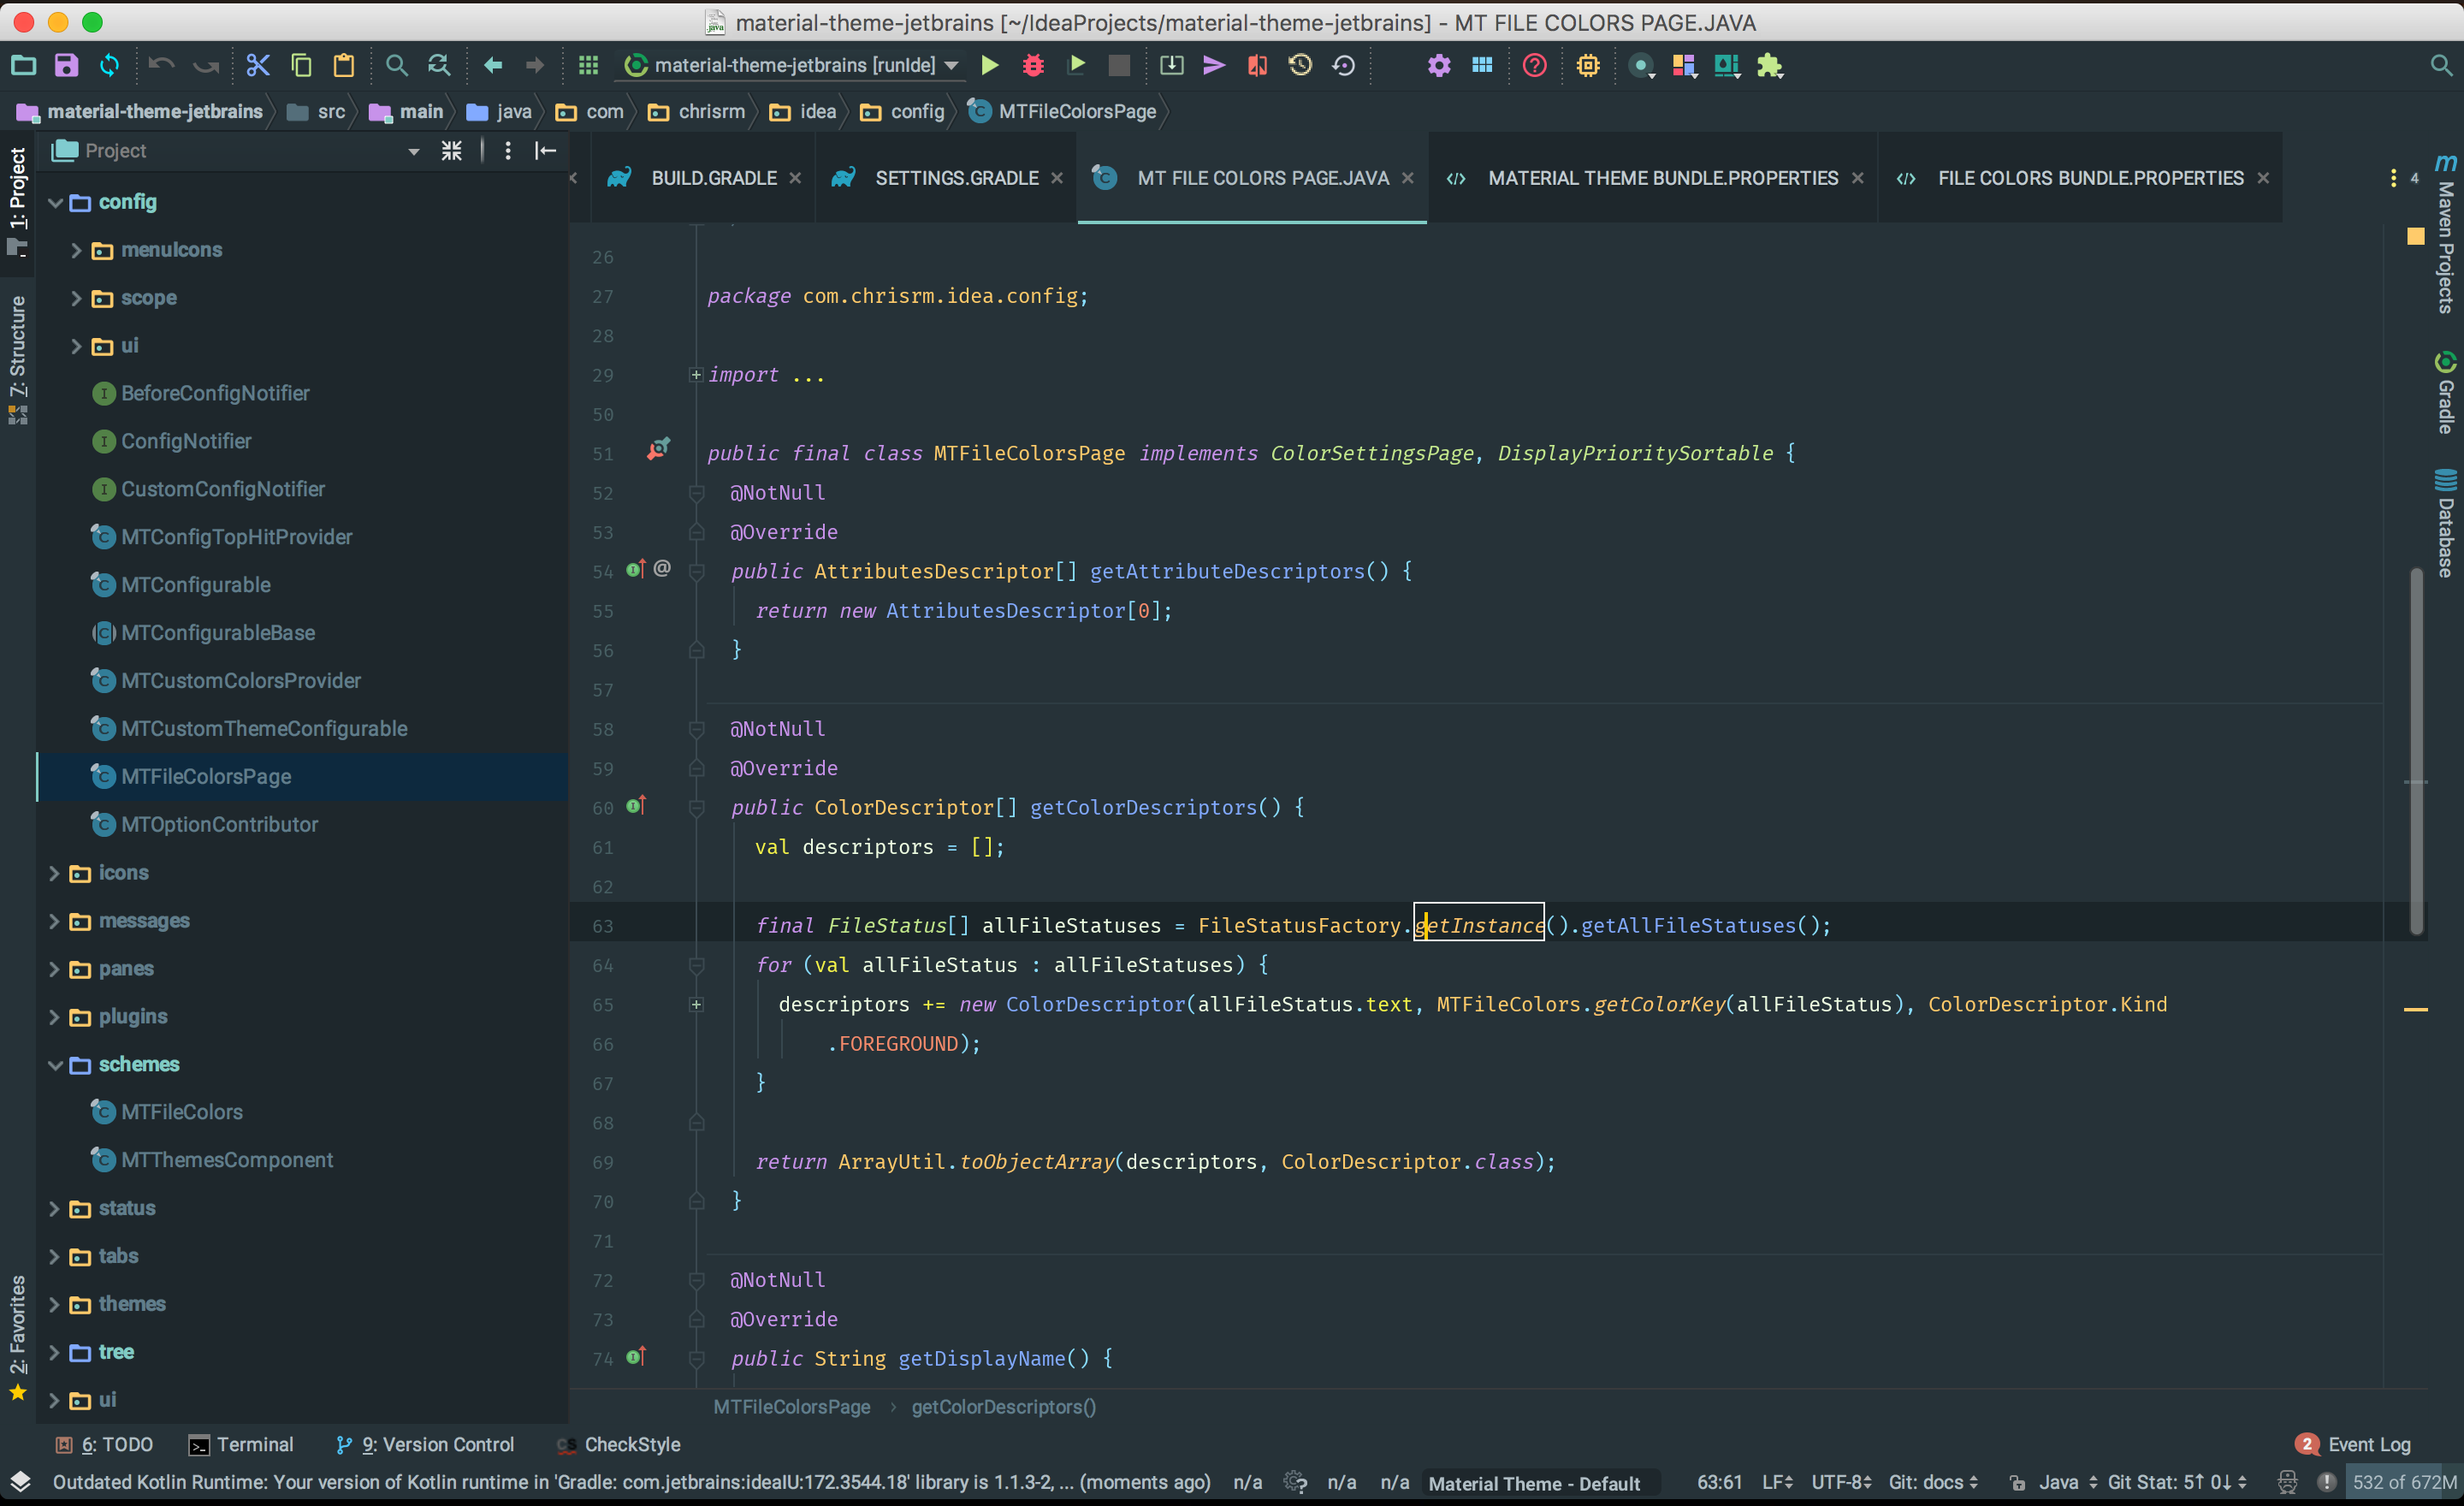 material-theme-jetbrains [~/IdeaProjects/material-theme-jetbrains] - MT FILE COLORS PAGE.JAVA
material-theme-jetbrains [runIde]
material-theme-jetbrains src main java com chrisrm idea config MTFileColorsPage
1: Project
7: Structure
2: Favorites
Project
config
menuIcons
scope
ui
BeforeConfigNotifier
ConfigNotifier
CustomConfigNotifier
MTConfigTopHitProvider
MTConfigurable
MTConfigurableBase
MTCustomColorsProvider
MTCustomThemeConfigurable
MTFileColorsPage
MTOptionContributor
icons
messages
panes
plugins
schemes
MTFileColors
MTThemesComponent
status
tabs
themes
tree
ui
BUILD.GRADLE SETTINGS.GRADLE MT FILE COLORS PAGE.JAVA MATERIAL THEME BUNDLE.PROPERTIES FILE COLORS BUNDLE.PROPERTIES 4
26
27 package com.chrisrm.idea.config;
28
29 import ...
50
51 public final class MTFileColorsPage implements ColorSettingsPage, DisplayPrioritySortable {
52 @NotNull
53 @Override
54 @ public AttributesDescriptor[] getAttributeDescriptors() {
55 return new AttributesDescriptor[0];
56 }
57
58 @NotNull
59 @Override
60 public ColorDescriptor[] getColorDescriptors() {
61 val descriptors = [];
62
63 final FileStatus[] allFileStatuses = FileStatusFactory.getInstance().getAllFileStatuses();
64 for (val allFileStatus : allFileStatuses) {
65 descriptors += new ColorDescriptor(allFileStatus.text, MTFileColors.getColorKey(allFileStatus), ColorDescriptor.Kind
66 .FOREGROUND);
67 }
68
69 return ArrayUtil.toObjectArray(descriptors, ColorDescriptor.class);
70 }
71
72 @NotNull
73 @Override
74 public String getDisplayName() {
MTFileColorsPage › getColorDescriptors()
Maven Projects
Gradle
Database
6: TODO Terminal 9: Version Control CheckStyle 2 Event Log
Outdated Kotlin Runtime: Your version of Kotlin runtime in 'Gradle: com.jetbrains:ideaIU:172.3544.18' library is 1.1.3-2, ... (moments ago) n/a n/a n/a Material Theme - Default 63:61 LF UTF-8 Git: docs Java Git Stat: 5↑ 0↓ 532 of 672M